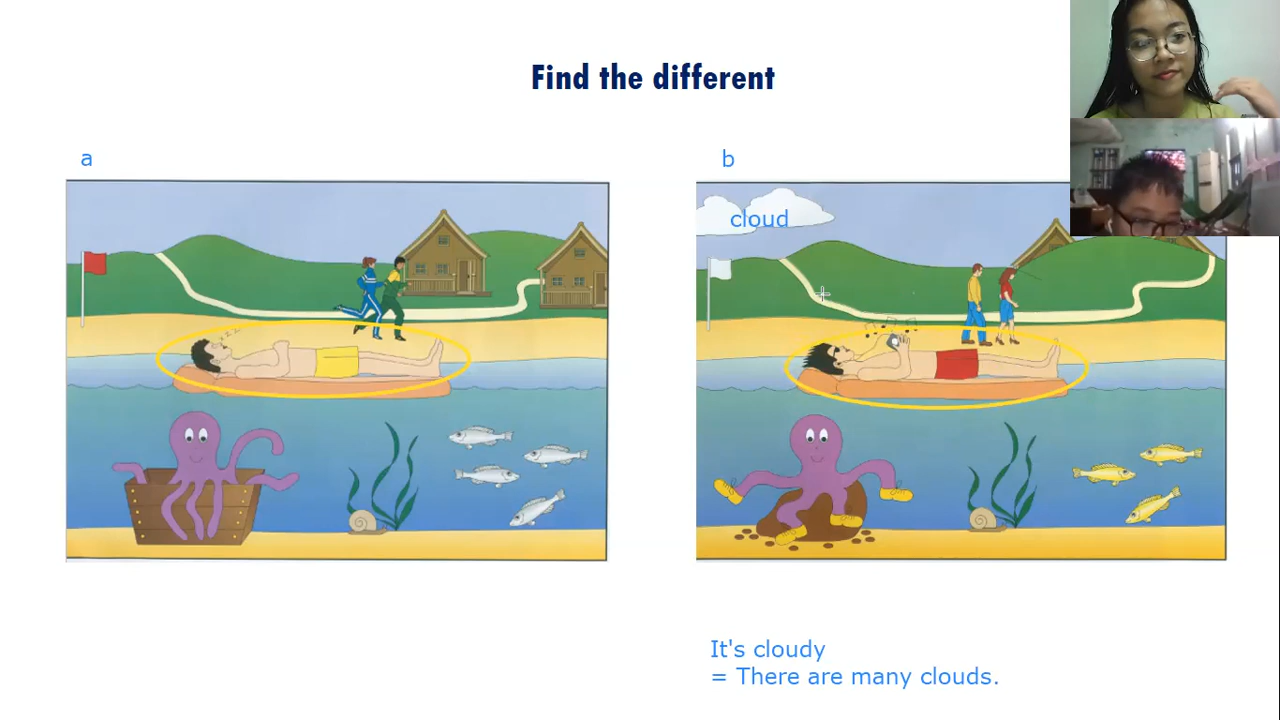 Find the different
a
b
cloud
z z z
It's cloudy
= There are many clouds.